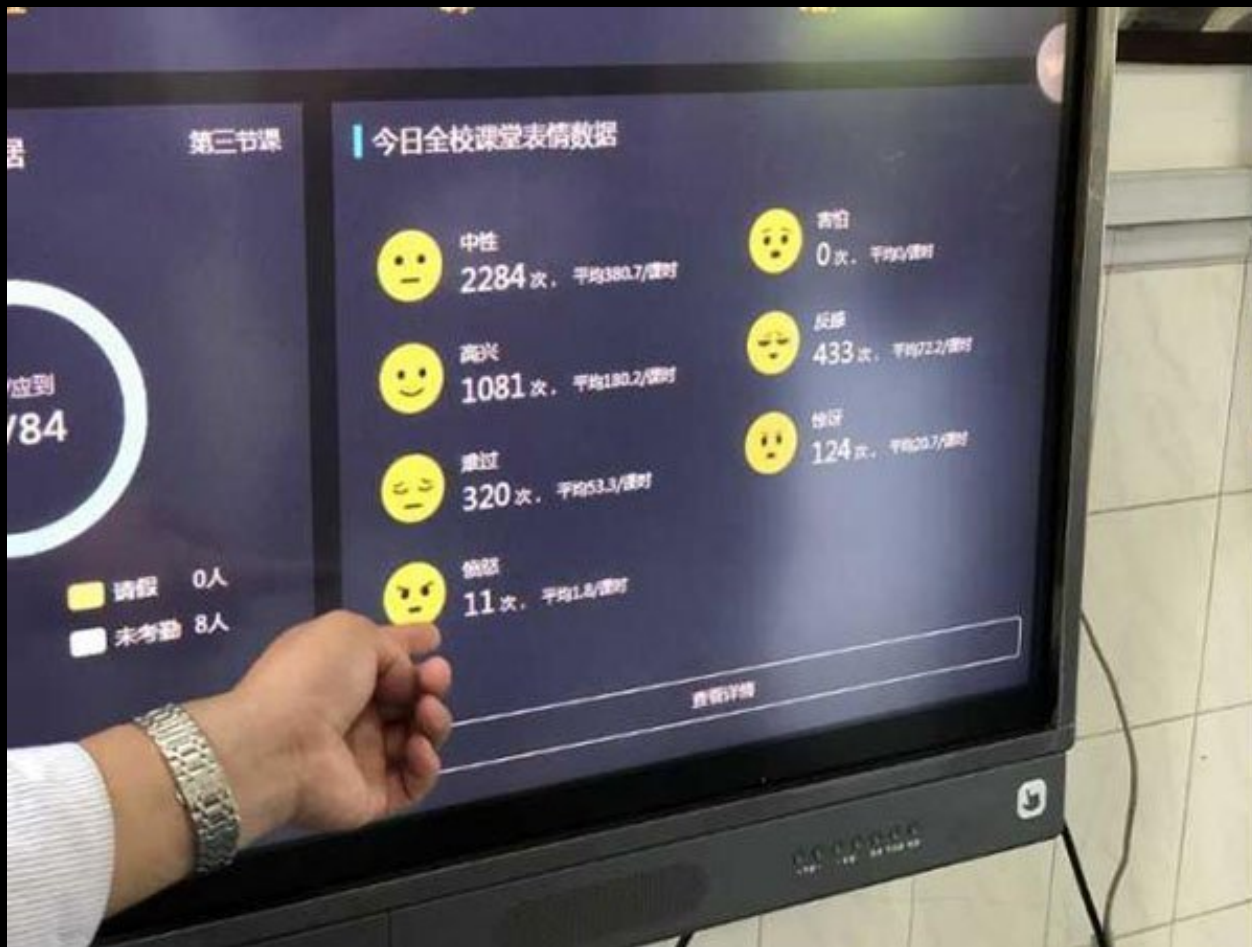 据
第三节课
/应到
/84
请假 0人
未考勤 8人
今日全校课堂表情数据
中性
2284次, 平均380.7/课时
高兴
1081次, 平均180.2/课时
难过
320次, 平均53.3/课时
愤怒
11次, 平均1.8/课时
害怕
0次, 平均0/课时
反感
433次, 平均72.2/课时
惊讶
124次, 平均20.7/课时
查看详情